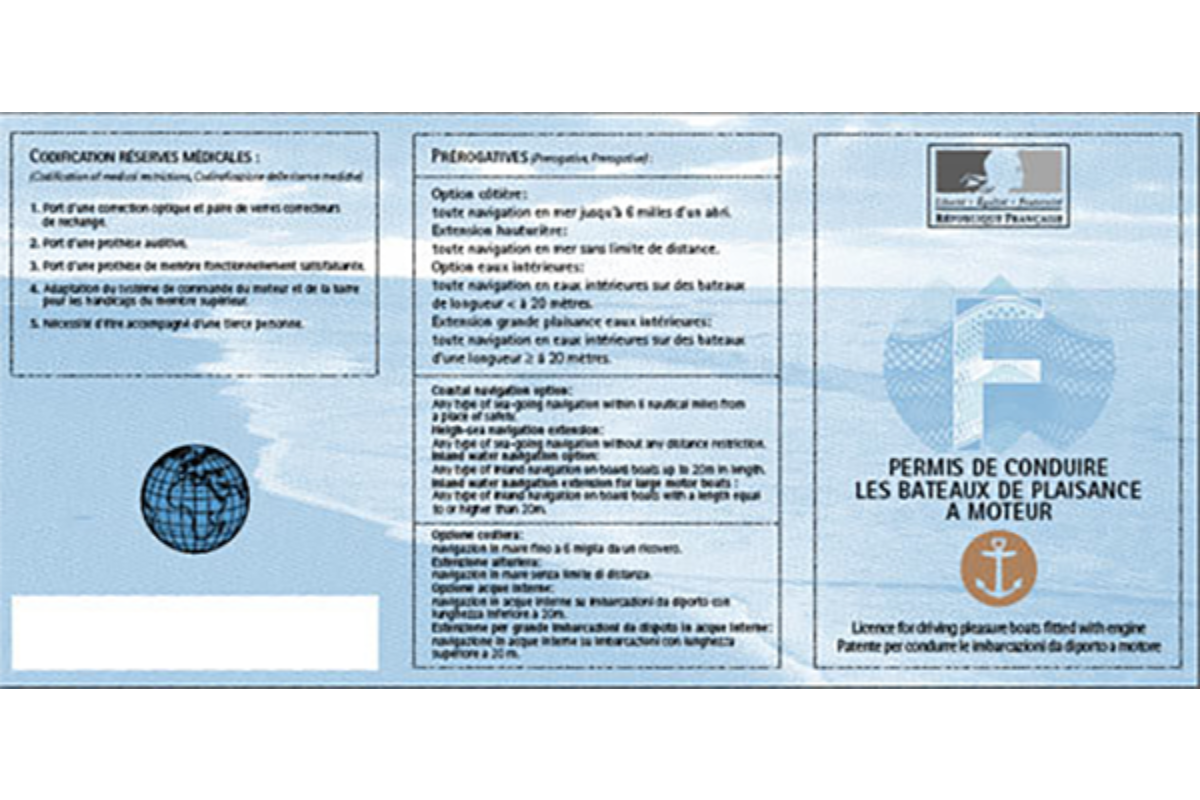 CODIFICATION RÉSERVES MÉDICALES :
(Codification of medical restrictions, Codificazione delle riserve mediche)
1. Port d'une correction optique et paire de verres correcteurs
de rechange.
2. Port d'une prothèse auditive.
3. Port d'une prothèse de membre fonctionnellement satisfaisante.
4. Adaptation du système de commande du moteur et de la barre
pour les handicaps du membre supérieur.
5. Nécessité d'être accompagné d'une tierce personne.
PRÉROGATIVES (Prerogative, Prerogative) :
Option côtière:
toute navigation en mer jusqu'à 6 milles d'un abri.
Extension hauturière:
toute navigation en mer sans limite de distance.
Option eaux intérieures:
toute navigation en eaux intérieures sur des bateaux
de longueur < à 20 mètres.
Extension grande plaisance eaux intérieures:
toute navigation en eaux intérieures sur des bateaux
d'une longueur ≥ à 20 mètres.
Coastal navigation option:
Any type of sea-going navigation within 6 nautical miles from
a place of safety.
Heigh-sea navigation extension:
Any type of sea-going navigation without any distance restriction.
Inland water navigation option:
Any type of inland navigation on board boats up to 20m in length.
Inland water navigation extension for large motor boats :
Any type of inland navigation on board boats with a length equal
to or higher than 20m.
Opzione costiera:
navigazion in mare fino a 6 miglia da un ricovero.
Estensione alturiera:
navigazion in mare senza limite di distanza.
Opzione acque interne:
navigazion in acque interne su imbarcazioni da diporto con
lunghezza inferiore a 20m.
Estensione per grande imbarcazioni da dispoto in acque interne:
navigazione in acque interne su imbarcazioni con lunghezza
superiore a 20 m.
Liberté • Égalité • Fraternité
RÉPUBLIQUE FRANÇAISE
F
PERMIS DE CONDUIRE
LES BATEAUX DE PLAISANCE
A MOTEUR
Licence for driving pleasure boats fitted with engine
Patente per condurre le imbarcazioni da diporto a motore